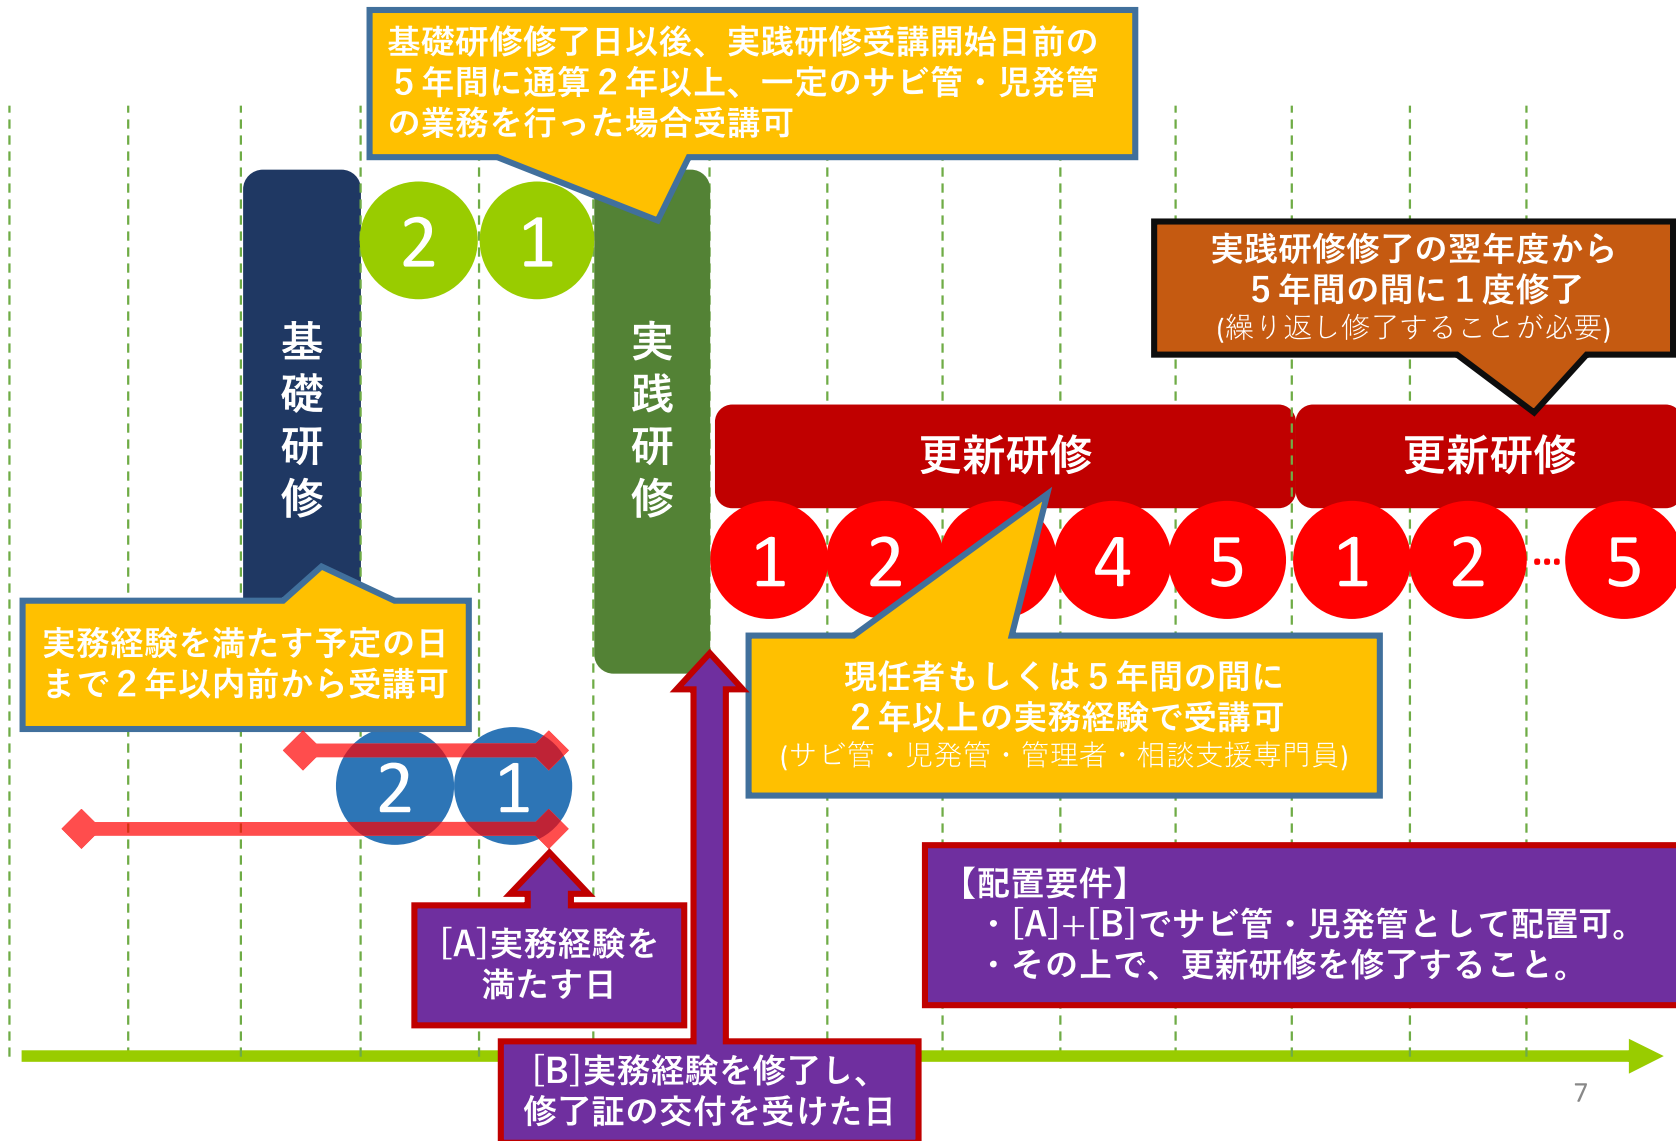 基礎研修修了日以後、実践研修受講開始日前の
５年間に通算２年以上、一定のサビ管・児発管
の業務を行った場合受講可
2
1
基礎研修
実践研修
実践研修修了の翌年度から
５年間の間に１度修了
(繰り返し修了することが必要)
更新研修
更新研修
1
2
4
5
1
2
…
5
実務経験を満たす予定の日
まで２年以内前から受講可
現任者もしくは５年間の間に
２年以上の実務経験で受講可
(サビ管・児発管・管理者・相談支援専門員)
2
1
[A]実務経験を
満たす日
【配置要件】
・[A]+[B]でサビ管・児発管として配置可。
・その上で、更新研修を修了すること。
[B]実務経験を修了し、
修了証の交付を受けた日
7